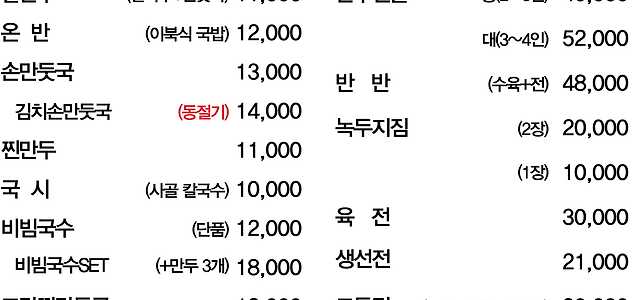 온 반 (이북식 국밥) 12,000
손만둣국 13,000
김치손만둣국 (동절기) 14,000
찐만두 11,000
국 시 (사골 칼국수) 10,000
비빔국수 (단품) 12,000
비빔국수SET (+만두 3개) 18,000
대(3~4인) 52,000
반 반 (수육+전) 48,000
녹두지짐 (2장) 20,000
(1장) 10,000
육 전 30,000
생선전 21,000